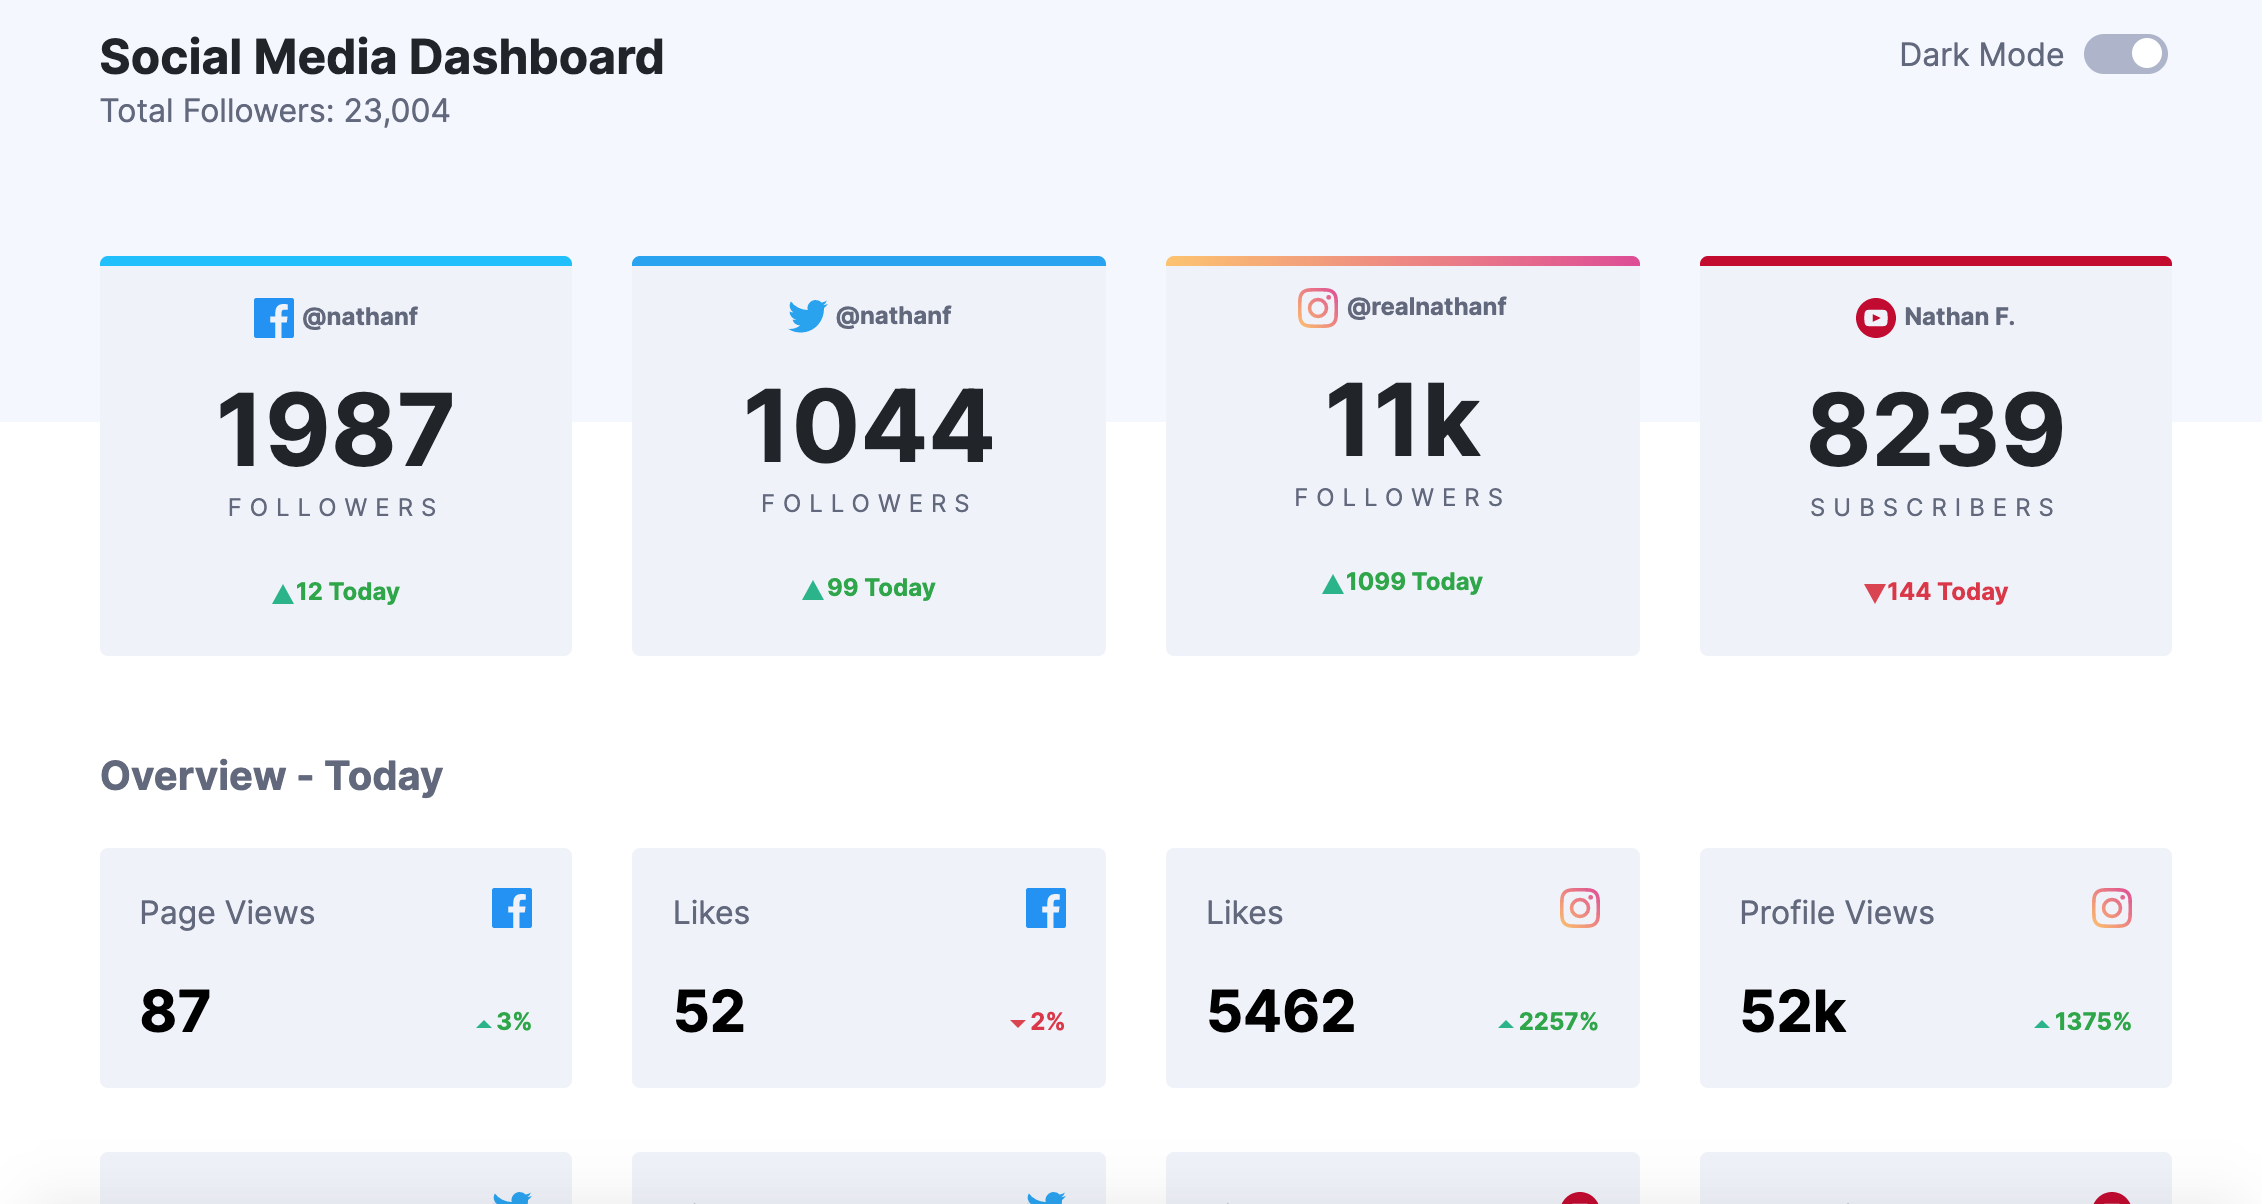 Social Media Dashboard
Dark Mode
Total Followers: 23,004
@nathanf
1987
FOLLOWERS
12 Today
@nathanf
1044
FOLLOWERS
99 Today
@realnathanf
11k
FOLLOWERS
1099 Today
Nathan F.
8239
SUBSCRIBERS
144 Today
Overview - Today
Page Views
87
3%
Likes
52
2%
Likes
5462
2257%
Profile Views
52k
1375%